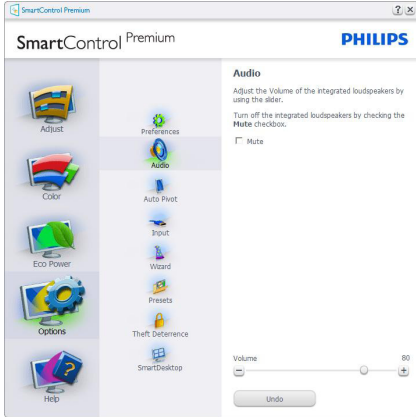 SmartControl Premium
?
×
SmartControl Premium
PHILIPS
Adjust
Color
Eco Power
Options
Help
Preferences
Audio
Auto Pivot
Input
Wizard
Presets
Theft Deterrence
SmartDesktop
Audio
Adjust the Volume of the integrated loudspeakers by
using the slider.
Turn off the integrated loudspeakers by checking the
Mute checkbox.
Mute
Volume 80
Undo